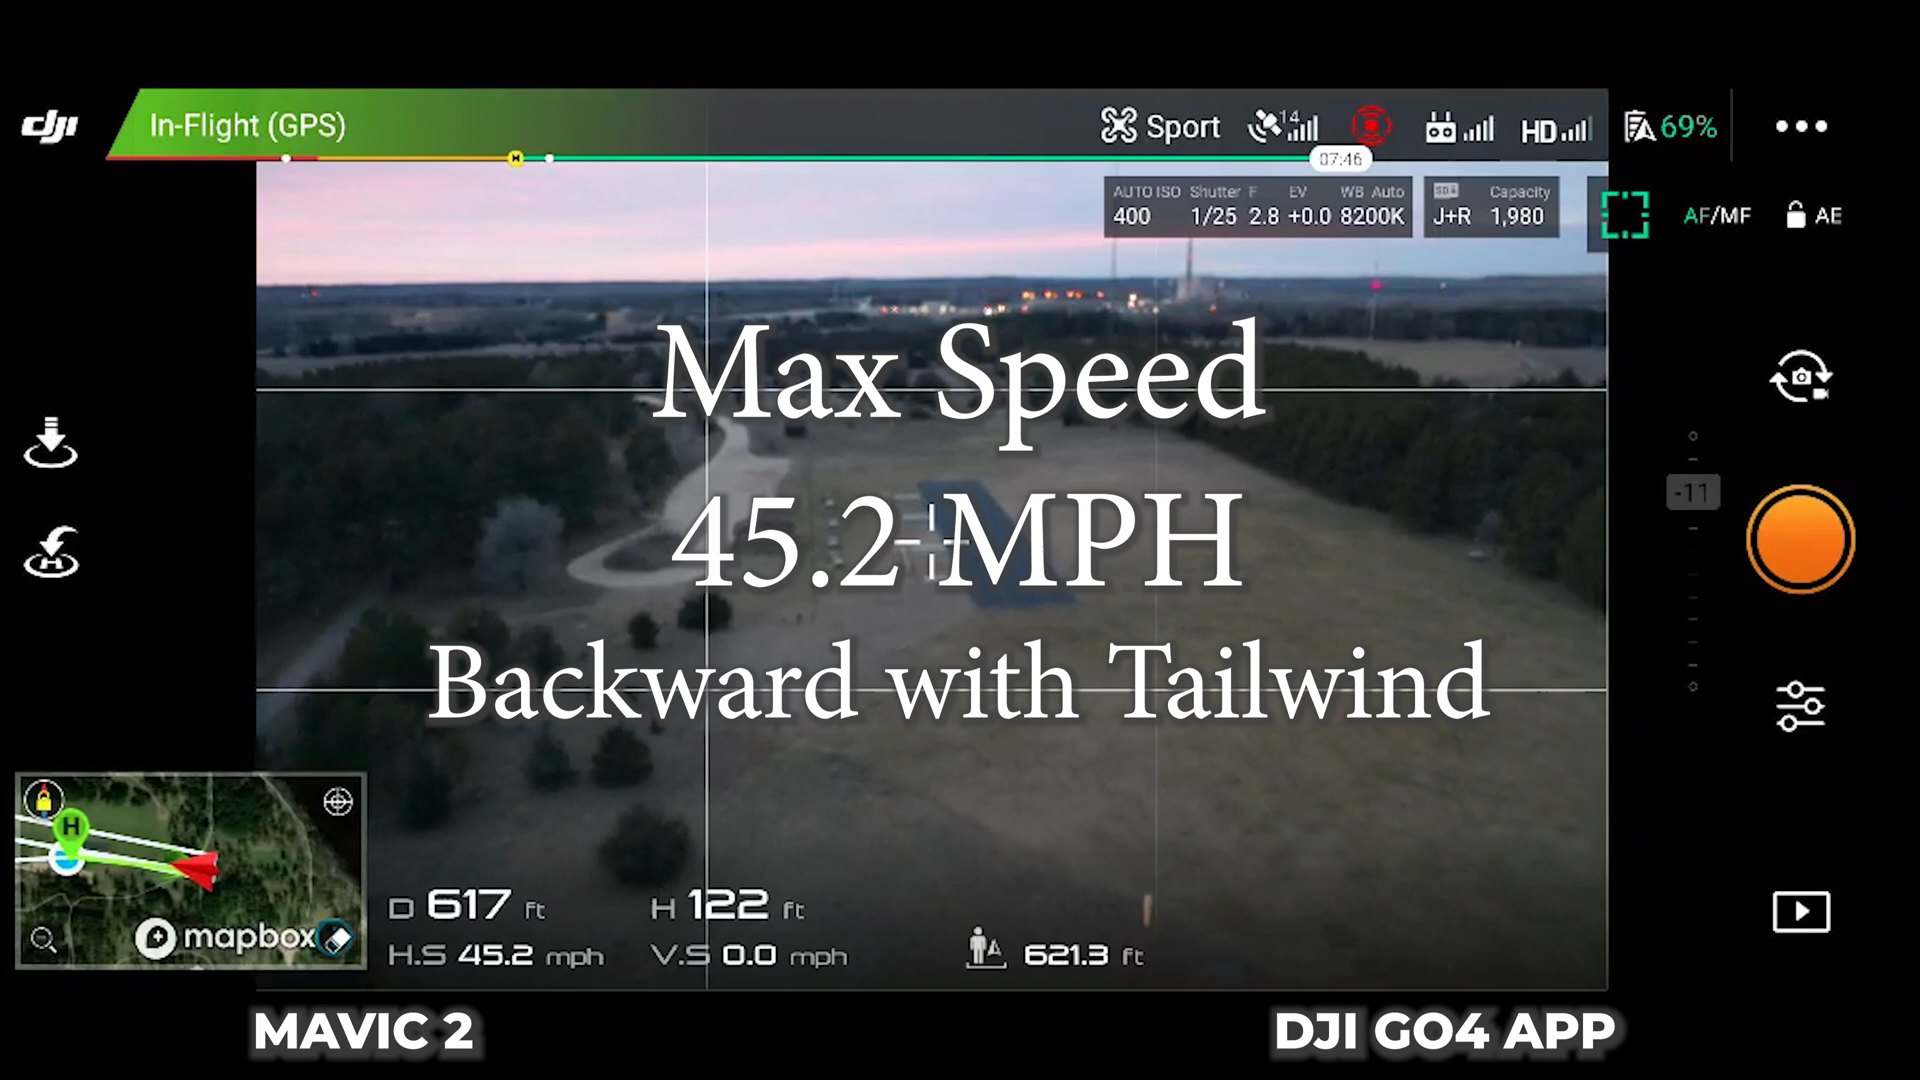 dji
In-Flight (GPS)
Sport
14
HD
69%
07:46
AUTO ISO Shutter F EV WB Auto
400 1/25 2.8 +0.0 8200K
Capacity
J+R 1,980
AF/MF
AE
Max Speed
45.2 MPH
Backward with Tailwind
-11
H
H
mapbox
D 617 ft
H 122 ft
H.S 45.2 mph
V.S 0.0 mph
621.3 ft
MAVIC 2
DJI GO4 APP